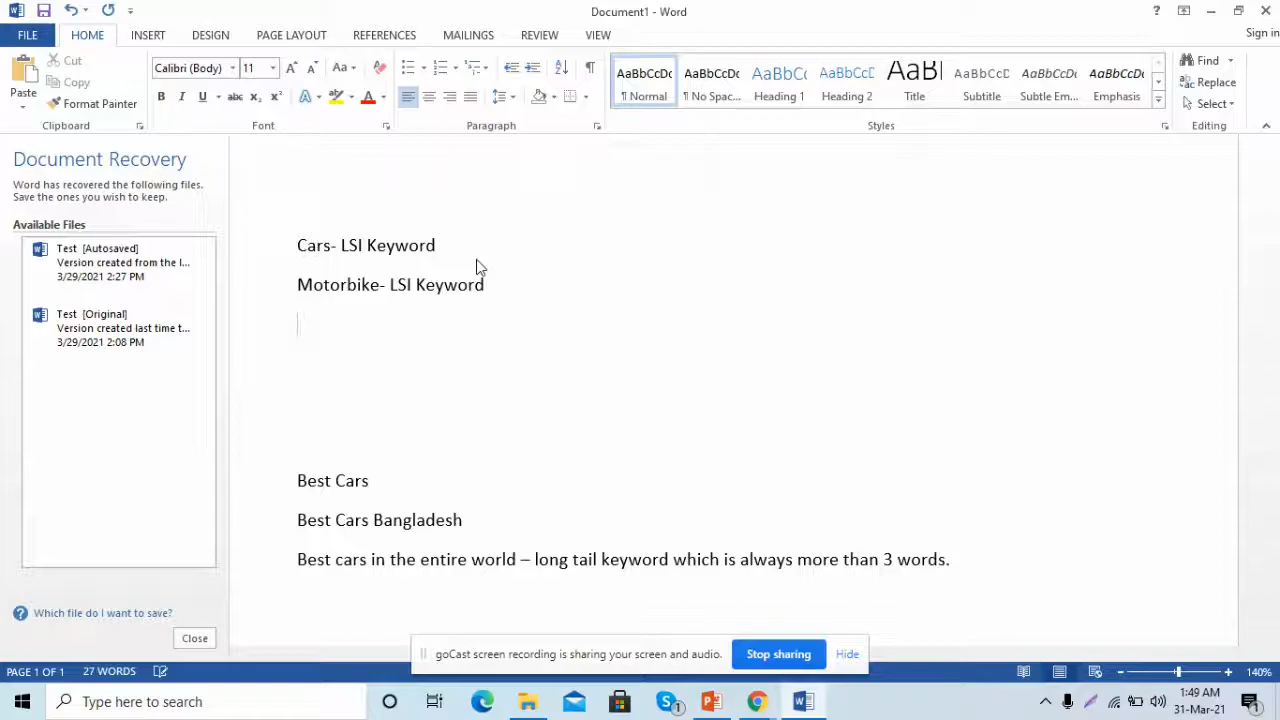 Document1 - Word
? 
Sign in
FILE HOME INSERT DESIGN PAGE LAYOUT REFERENCES MAILINGS REVIEW VIEW
Paste
Cut
Copy
Format Painter
Clipboard
Calibri (Body) 11
Aa
B I U abc x₂ x²
A A
Font
Paragraph
AaBbCcDc AaBbCcDc AaBbCc AaBbCcC AaBl AaBbCcD AaBbCcDc AaBbCcDc
¶ Normal ¶ No Spac... Heading 1 Heading 2 Title Subtitle Subtle Em... Emphasis
Styles
Find
Replace
Select
Editing
Document Recovery
Word has recovered the following files.
Save the ones you wish to keep.
Available Files
Test [Autosaved]
Version created from the l...
3/29/2021 2:27 PM
Test [Original]
Version created last time t...
3/29/2021 2:08 PM
Which file do I want to save?
Close
Cars- LSI Keyword
Motorbike- LSI Keyword
Best Cars
Best Cars Bangladesh
Best cars in the entire world – long tail keyword which is always more than 3 words.
goCast screen recording is sharing your screen and audio. Stop sharing Hide
PAGE 1 OF 1 27 WORDS
140%
Type here to search
1
1:49 AM
31-Mar-21
1